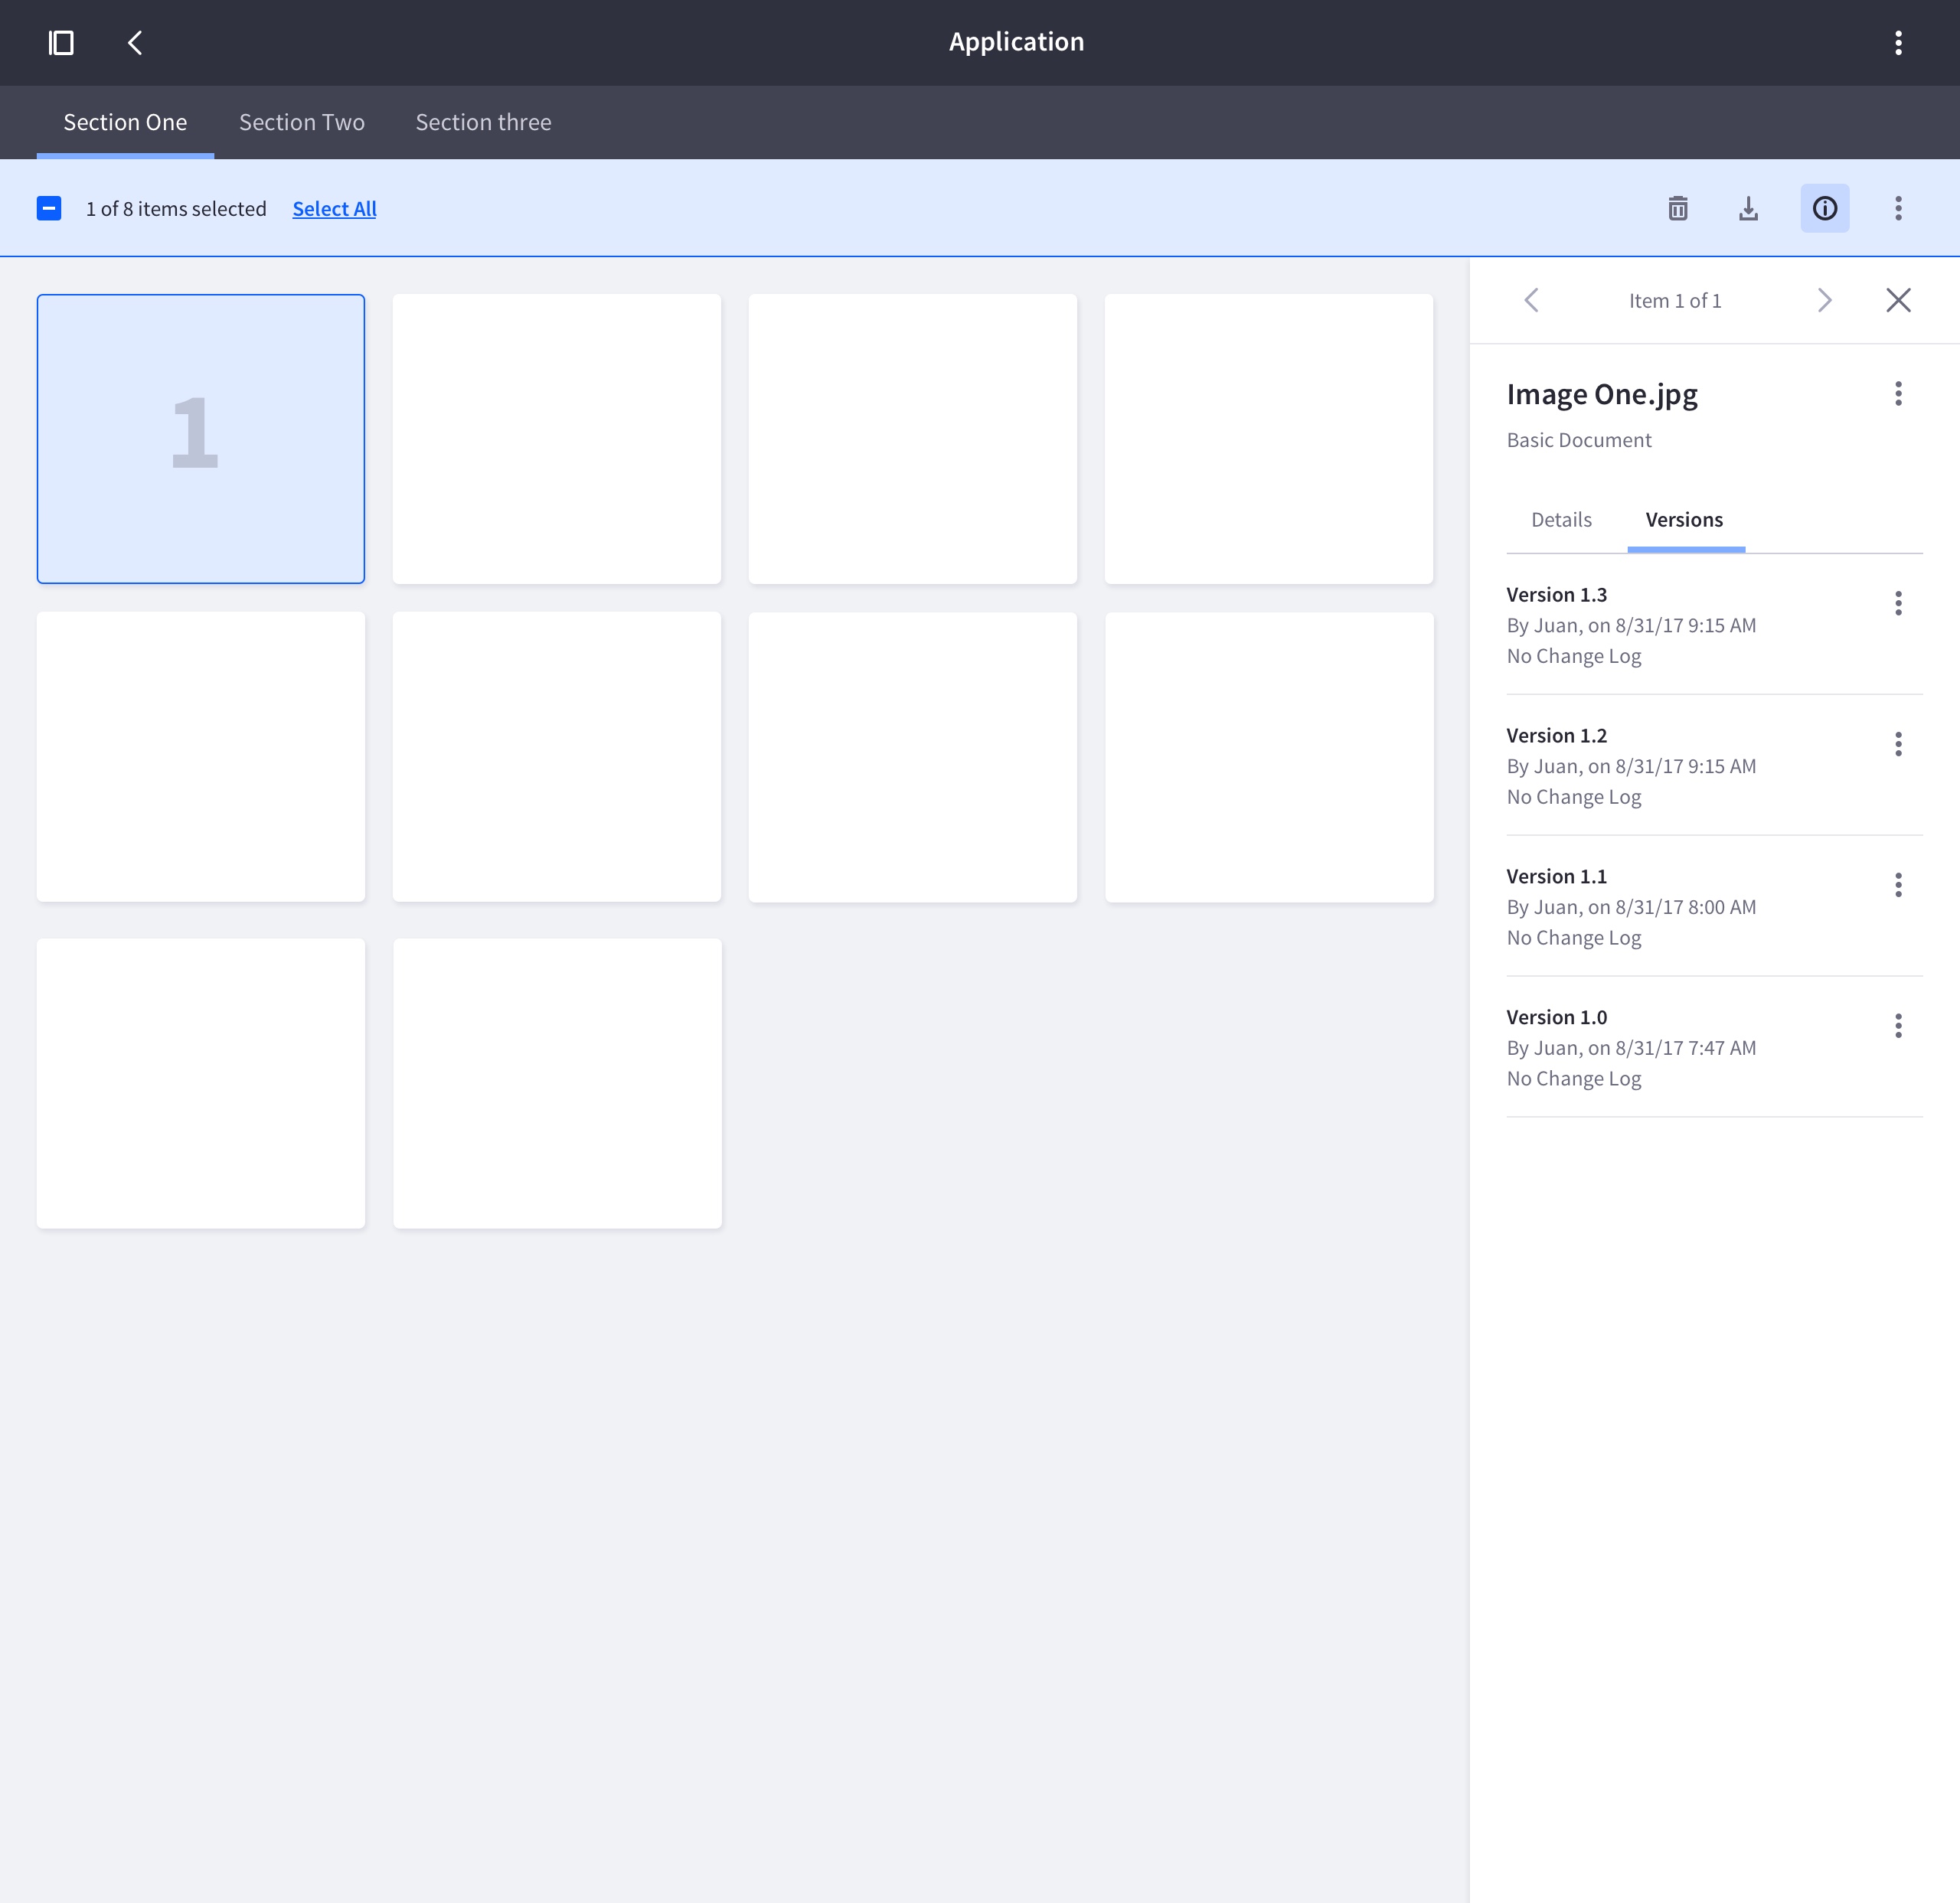 Application
Section One
Section Two
Section three
1 of 8 items selected
Select All
1
Item 1 of 1
Image One.jpg
Basic Document
Details
Versions
Version 1.3
By Juan, on 8/31/17 9:15 AM
No Change Log
Version 1.2
By Juan, on 8/31/17 9:15 AM
No Change Log
Version 1.1
By Juan, on 8/31/17 8:00 AM
No Change Log
Version 1.0
By Juan, on 8/31/17 7:47 AM
No Change Log